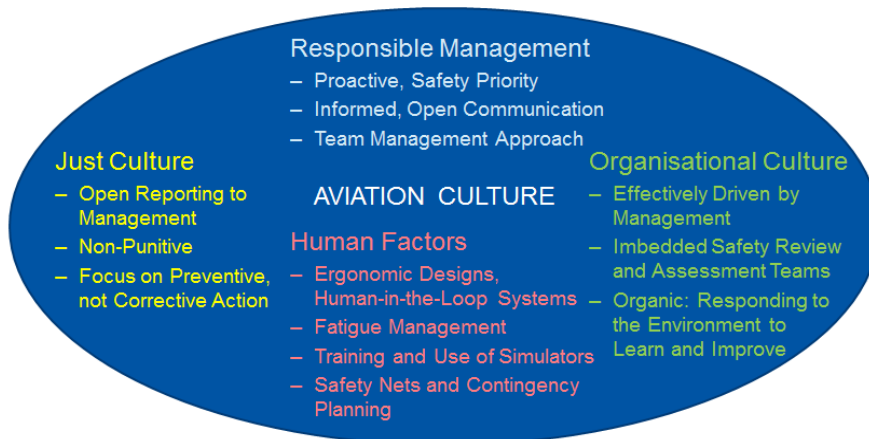 Responsible Management
– Proactive, Safety Priority
– Informed, Open Communication
– Team Management Approach
Just Culture
– Open Reporting to
Management
– Non-Punitive
– Focus on Preventive,
not Corrective Action
AVIATION CULTURE
Human Factors
– Ergonomic Designs,
Human-in-the-Loop Systems
– Fatigue Management
– Training and Use of Simulators
– Safety Nets and Contingency
Planning
Organisational Culture
– Effectively Driven by
Management
– Imbedded Safety Review
and Assessment Teams
– Organic: Responding to
the Environment to
Learn and Improve